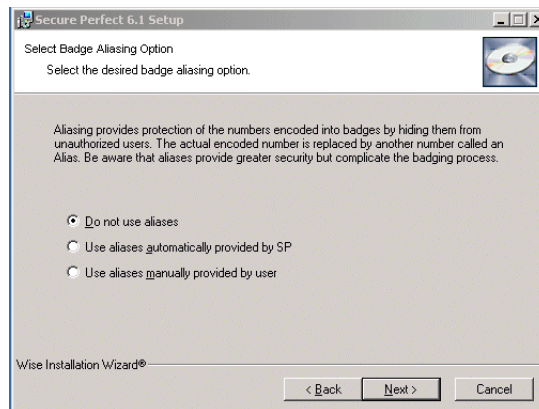 Secure Perfect 6.1 Setup
Select Badge Aliasing Option
Select the desired badge aliasing option.
Aliasing provides protection of the numbers encoded into badges by hiding them from
unauthorized users. The actual encoded number is replaced by another number called an
Alias. Be aware that aliases provide greater security but complicate the badging process.
Do not use aliases
Use aliases automatically provided by SP
Use aliases manually provided by user
Wise Installation Wizard®
< Back
Next >
Cancel